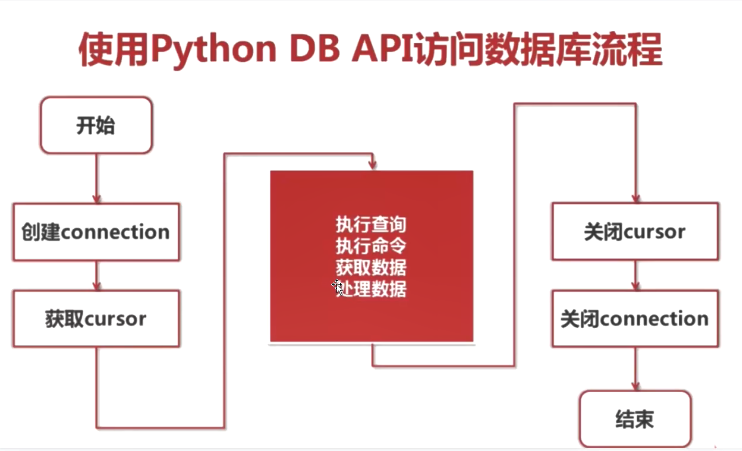 使用Python DB API访问数据库流程
开始
创建connection
获取cursor
执行查询
执行命令
获取数据
处理数据
关闭cursor
关闭connection
结束